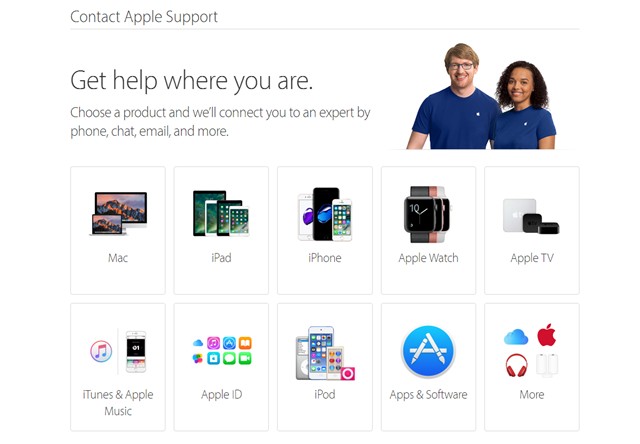 Contact Apple Support
Get help where you are.
Choose a product and we'll connect you to an expert by
phone, chat, email, and more.
Mac
iPad
iPhone
Apple Watch
Apple TV
iTunes & Apple
Music
Apple ID
iPod
Apps & Software
More